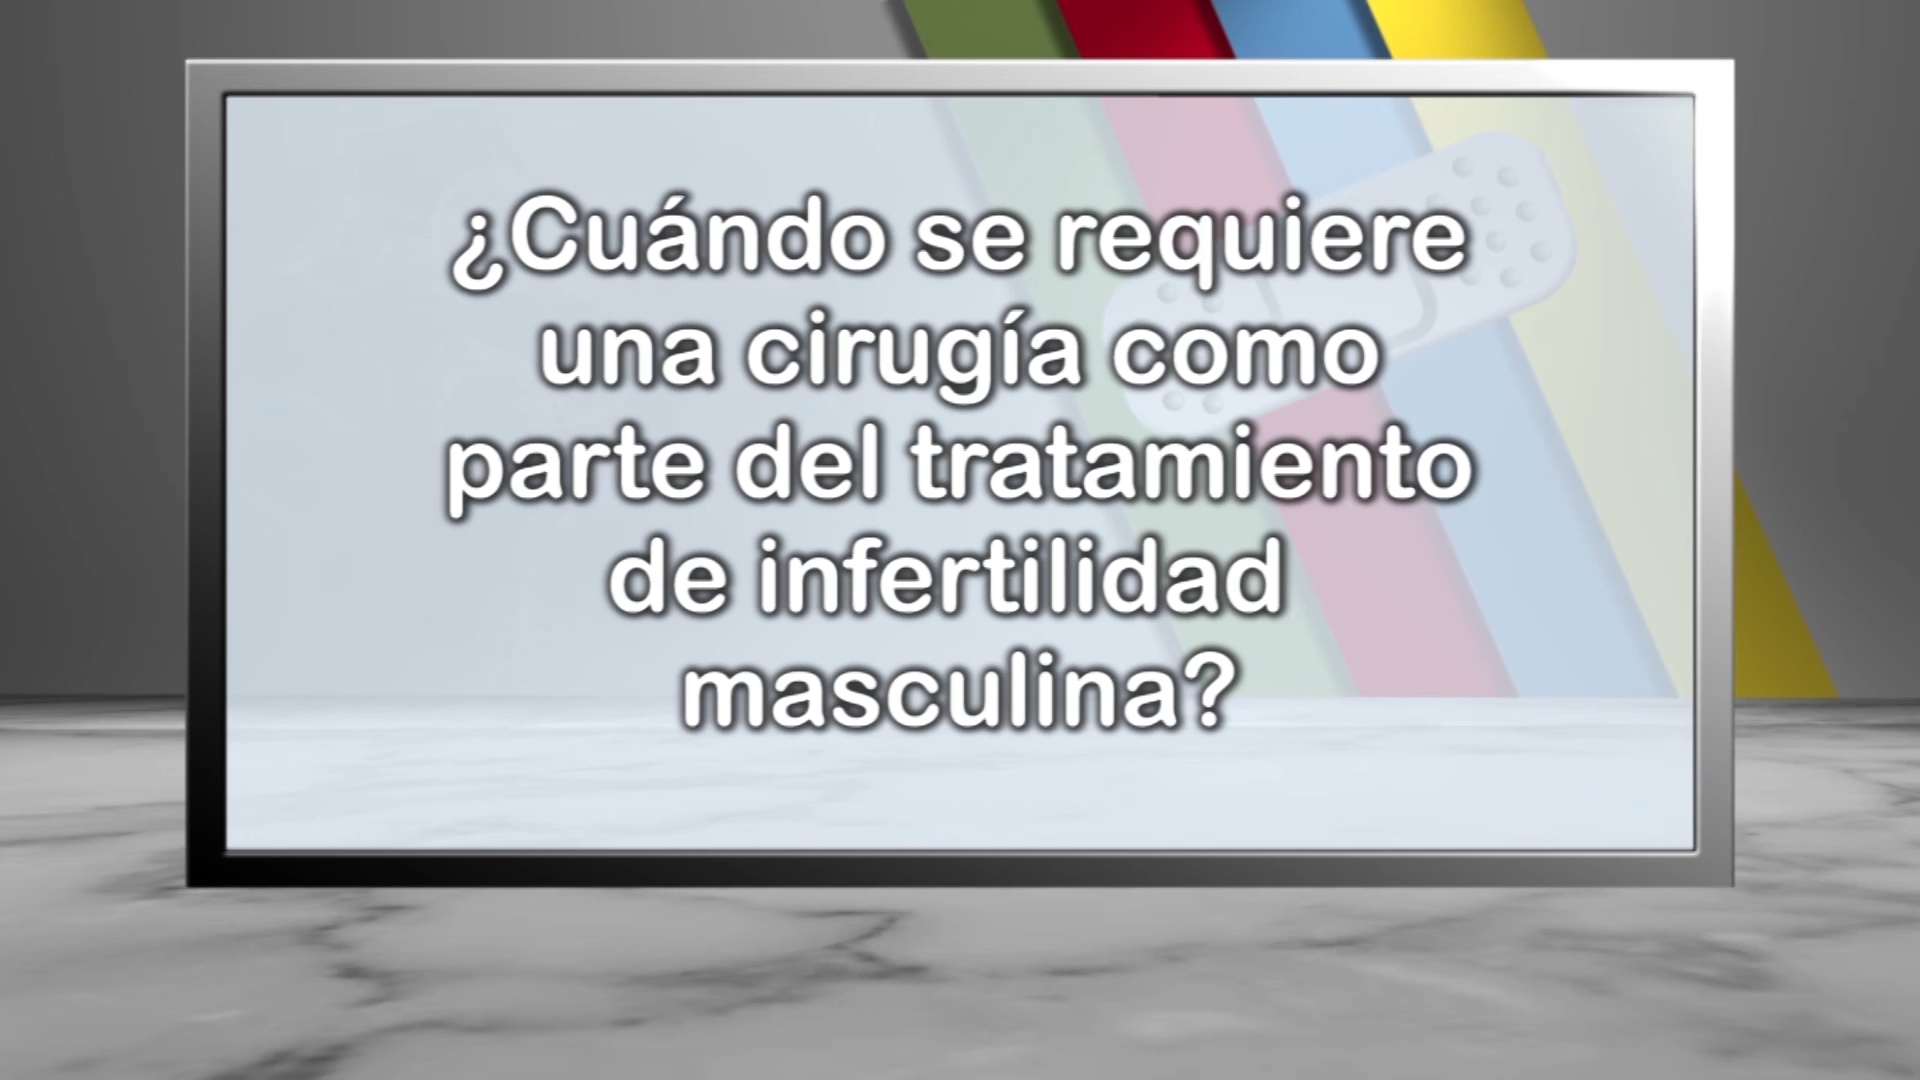 ¿Cuándo se requiere
una cirugía como
parte del tratamiento
de infertilidad
masculina?